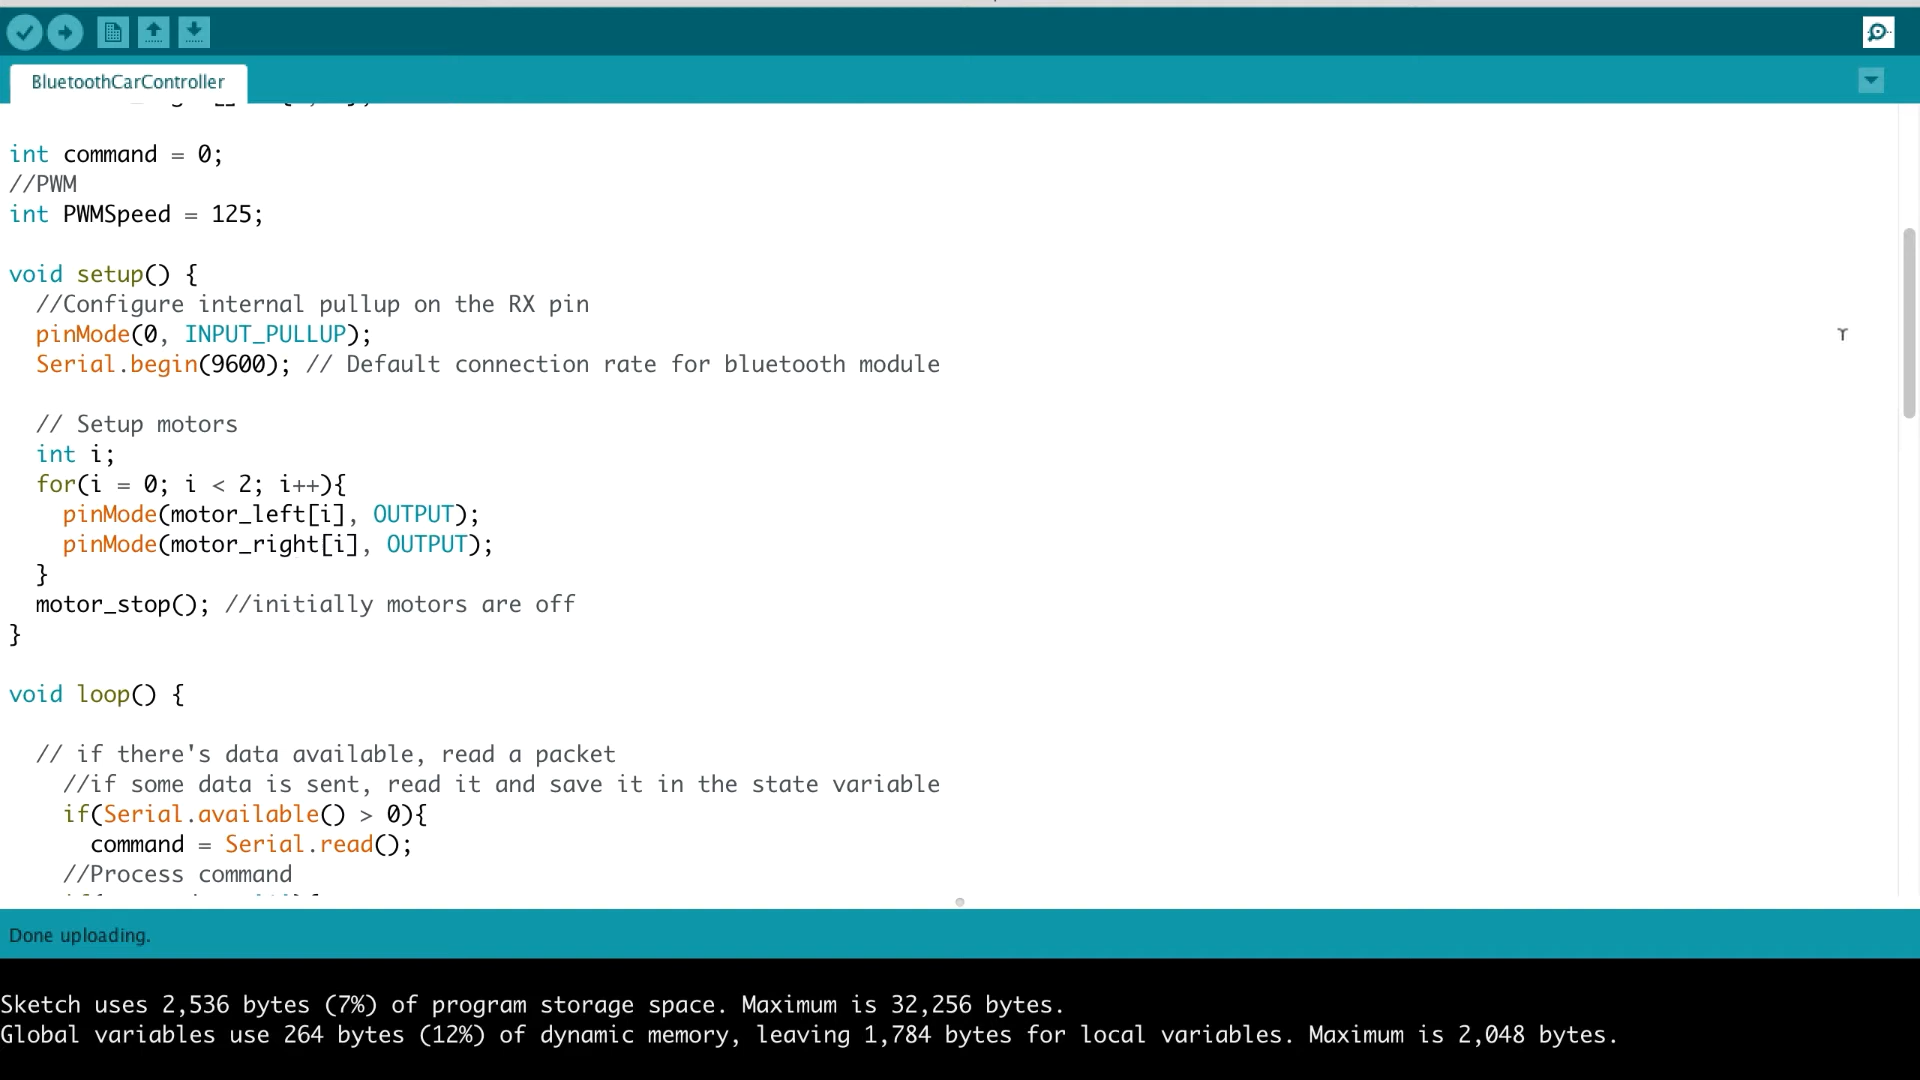 BluetoothCarController
int command = 0;
//PWM
int PWMSpeed = 125;
void setup() {
//Configure internal pullup on the RX pin
pinMode(0, INPUT_PULLUP);
Serial.begin(9600); // Default connection rate for bluetooth module
// Setup motors
int i;
for(i = 0; i < 2; i++){
pinMode(motor_left[i], OUTPUT);
pinMode(motor_right[i], OUTPUT);
}
motor_stop(); //initially motors are off
}
void loop() {
// if there's data available, read a packet
//if some data is sent, read it and save it in the state variable
if(Serial.available() > 0){
command = Serial.read();
//Process command
Done uploading.
Sketch uses 2,536 bytes (7%) of program storage space. Maximum is 32,256 bytes.
Global variables use 264 bytes (12%) of dynamic memory, leaving 1,784 bytes for local variables. Maximum is 2,048 bytes.